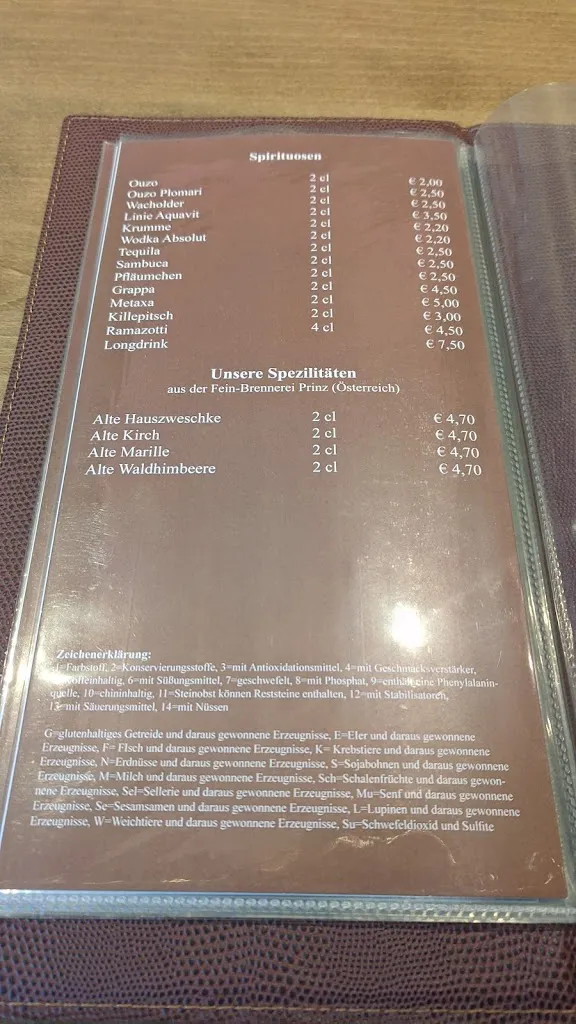 Spirituosen
Ouzo 2 cl € 2,00
Ouzo Plomari 2 cl € 2,50
Wacholder 2 cl € 2,50
Linie Aquavit 2 cl € 3,50
Krumme 2 cl € 2,20
Wodka Absolut 2 cl € 2,20
Tequila 2 cl € 2,50
Sambuca 2 cl € 2,50
Pfläumchen 2 cl € 2,50
Grappa 2 cl € 4,50
Metaxa 2 cl € 5,00
Killepitsch 2 cl € 3,00
Ramazotti 4 cl € 4,50
Longdrink € 7,50
Unsere Spezilitäten
aus der Fein-Brennerei Prinz (Österreich)
Alte Hauszweschke 2 cl € 4,70
Alte Kirch 2 cl € 4,70
Alte Marille 2 cl € 4,70
Alte Waldhimbeere 2 cl € 4,70
Zeichenerklärung:
1=Farbstoff, 2=Konservierungsstoffe, 3=mit Antioxidationsmittel, 4=mit Geschmacksverstärker,
6=mit Süßungsmittel, 7=geschwefelt, 8=mit Phosphat, 9=enthält eine Phenylalanin-
quelle, 10=chininhaltig, 11=Steinobst können Reststeine enthalten, 12=mit Stabilisatoren,
13=mit Säuerungsmittel, 14=mit Nüssen
G=glutenhaltiges Getreide und daraus gewonnene Erzeugnisse, E=Eier und daraus gewonnene
Erzeugnisse, F= FIsch und daraus gewonnene Erzeugnisse, K= Krebstiere und daraus gewonnene
Erzeugnisse, N=Erdnüsse und daraus gewonnene Erzeugnisse, S=Sojabohnen und daraus gewonnene
Erzeugnisse, M=Milch und daraus gewonnene Erzeugnisse, Sch=Schalenfrüchte und daraus gewon-
nene Erzeugnisse, Sel=Sellerie und daraus gewonnene Erzeugnisse, Mu=Senf und daraus gewonnene
Erzeugnisse, Se=Sesamsamen und daraus gewonnene Erzeugnisse, L=Lupinen und daraus gewonnene
Erzeugnisse, W=Weichtiere und daraus gewonnene Erzeugnisse, Su=Schwefeldioxid und Sulfite